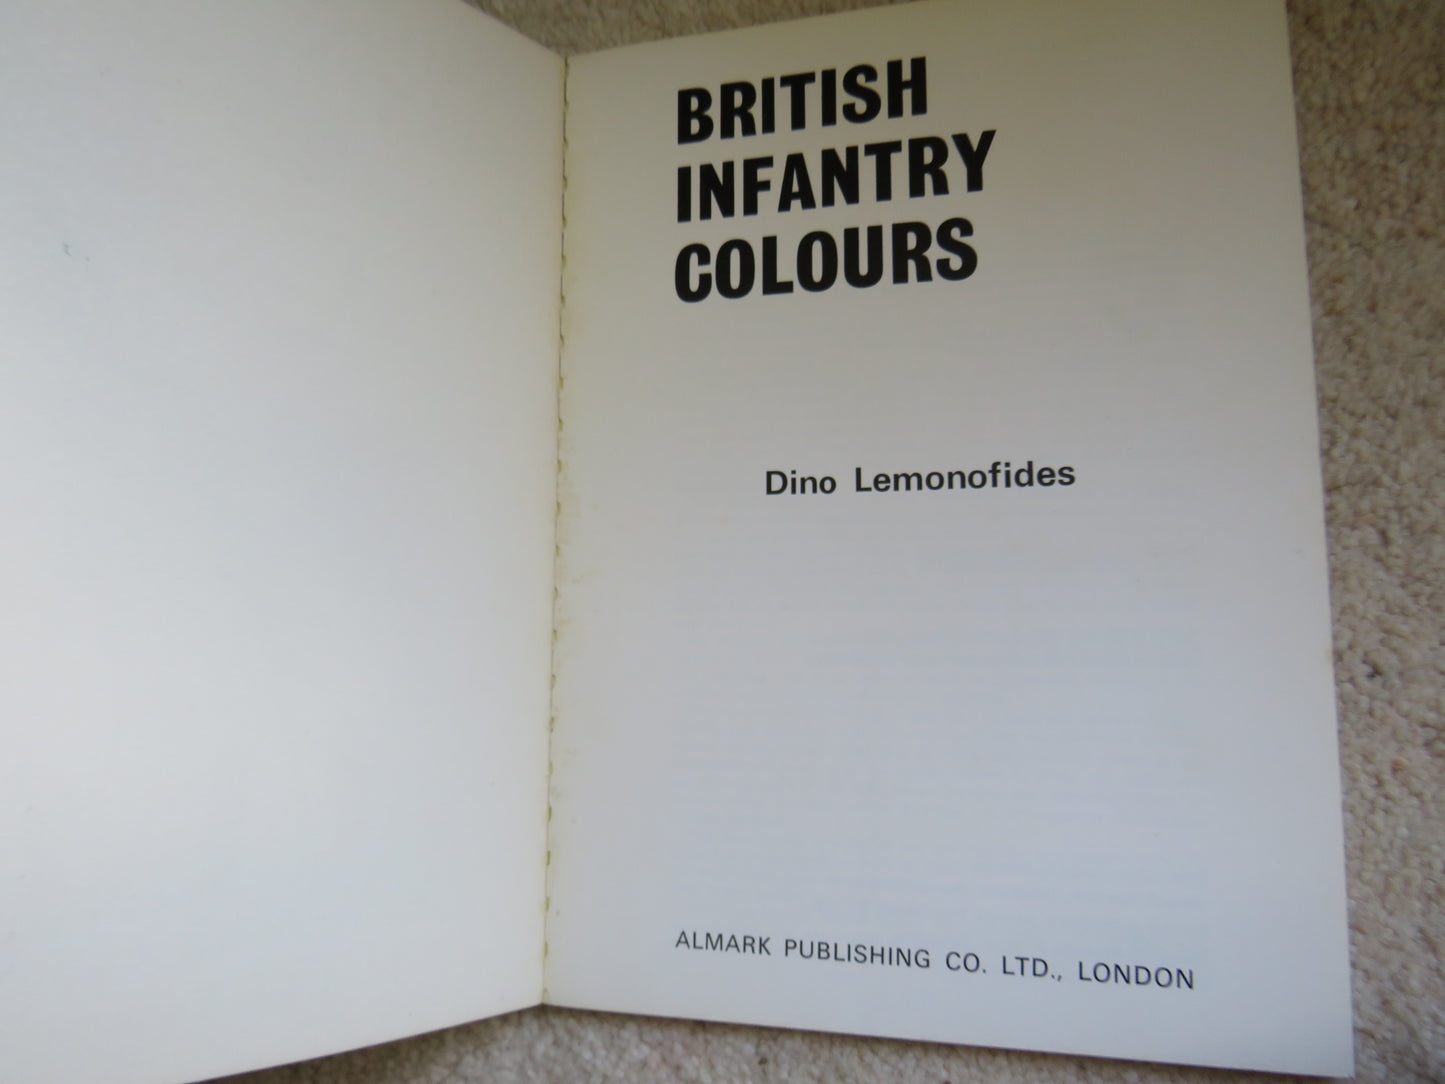 BRITISH
INFANTRY
COLOURS
Dino Lemonofides
ALMARK PUBLISHING CO. LTD., LONDON